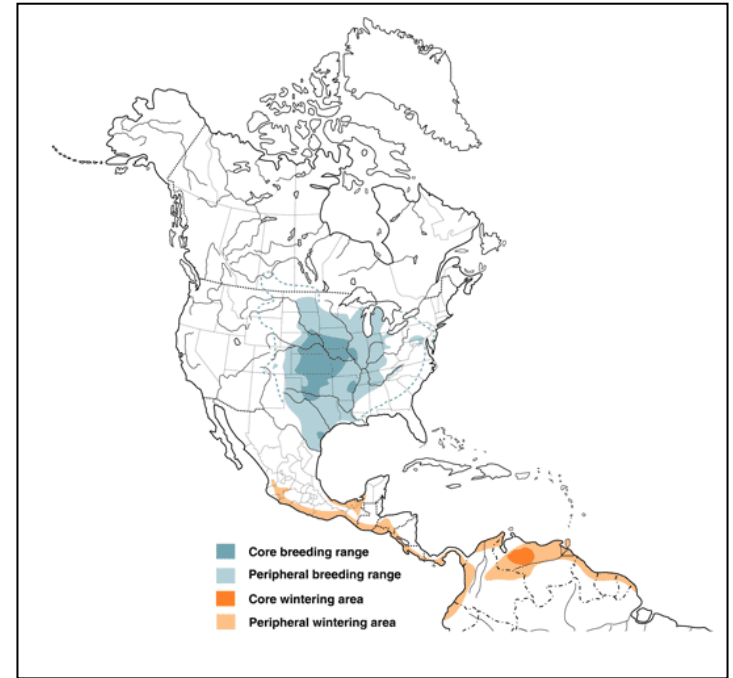 Core breeding range
Peripheral breeding range
Core wintering area
Peripheral wintering area